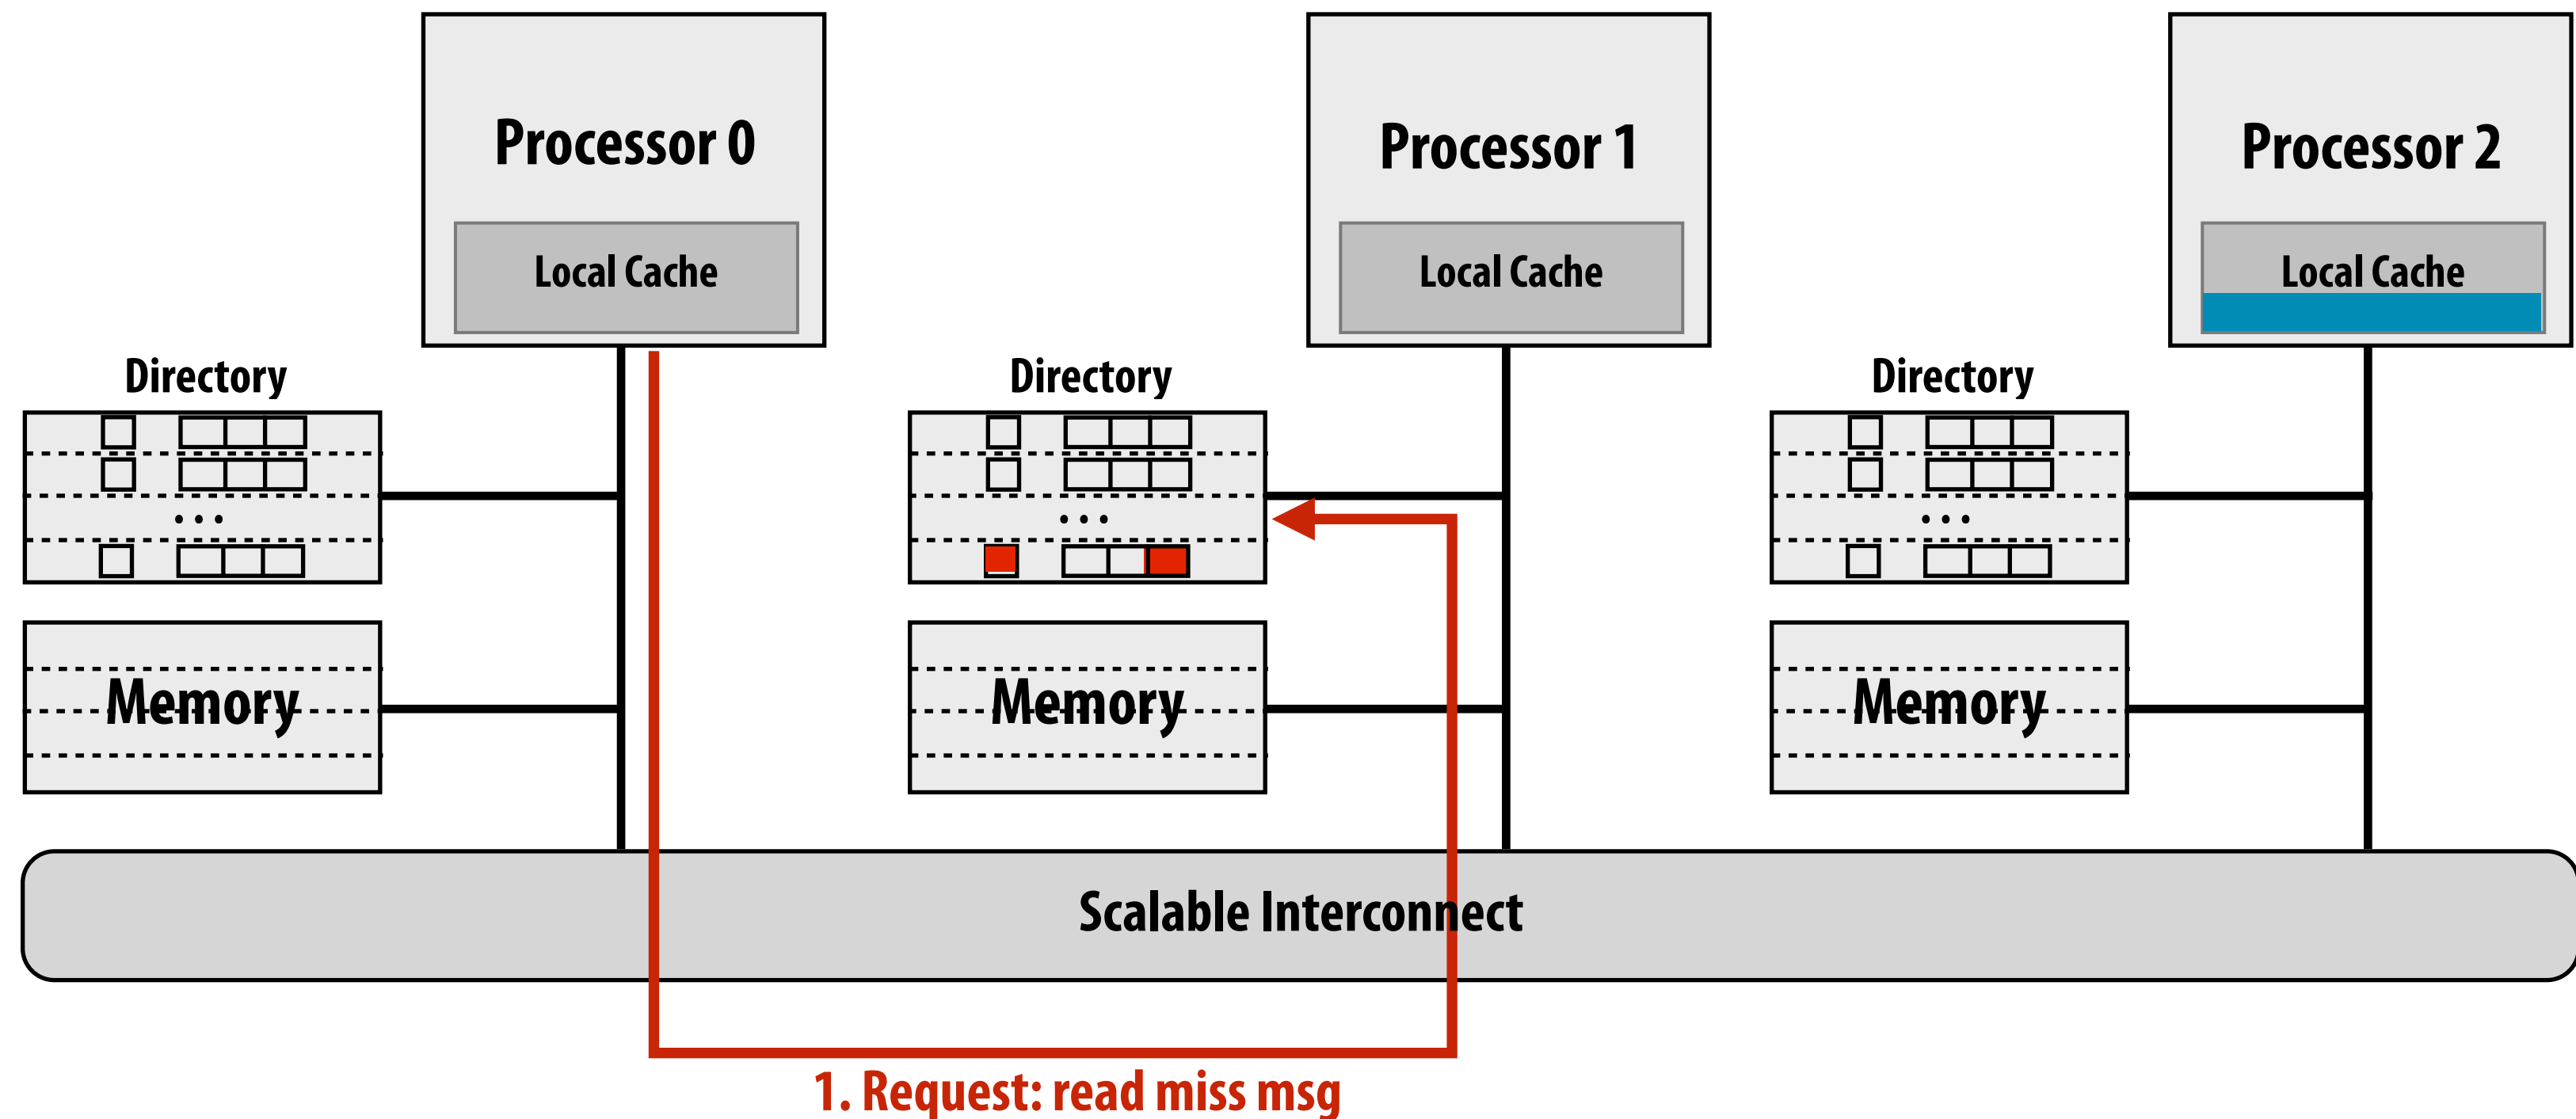 Processor 0
Processor 1
Processor 2
Local Cache
Local Cache
Local Cache
Directory
Directory
Directory
...
...
...
Memory
Memory
Memory
Scalable Interconnect
1. Request: read miss msg